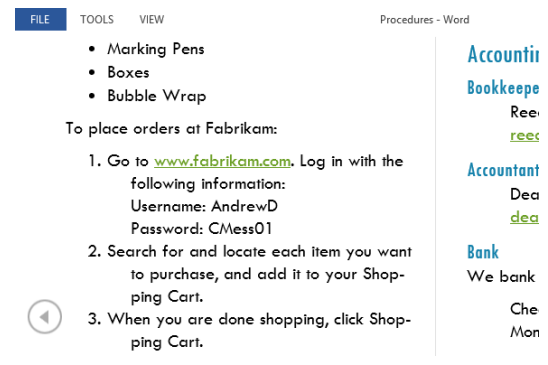 FILE TOOLS VIEW Procedures - Word
• Marking Pens
• Boxes
• Bubble Wrap
To place orders at Fabrikam:
1. Go to www.fabrikam.com. Log in with the
following information:
Username: AndrewD
Password: CMess01
2. Search for and locate each item you want
to purchase, and add it to your Shop-
ping Cart.
3. When you are done shopping, click Shop-
ping Cart.
Accountin
Bookkeepe
Ree
reed
Accountant
Dea
dea
Bank
We bank
Che
Mon